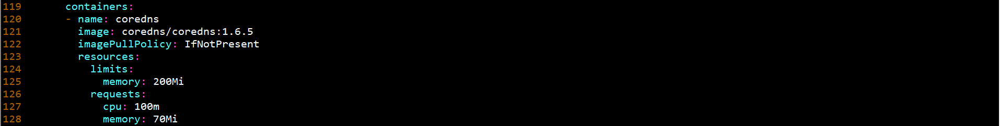 119       containers:
120       - name: coredns
121         image: coredns/coredns:1.6.5
122         imagePullPolicy: IfNotPresent
123         resources:
124           limits:
125             memory: 200Mi
126           requests:
127             cpu: 100m
128             memory: 70Mi